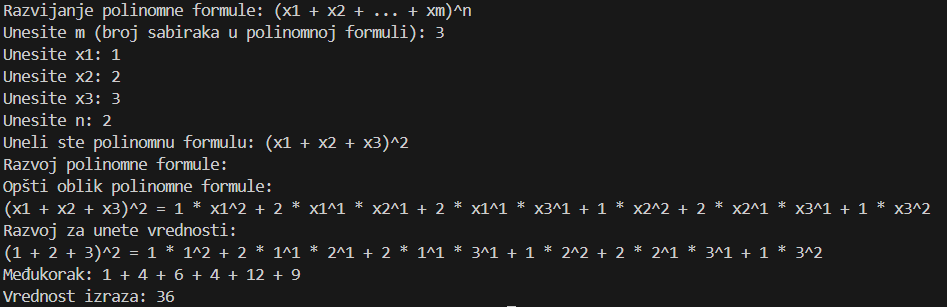 Razvijanje polinomne formule: (x1 + x2 + ... + xm)^n
Unesite m (broj sabiraka u polinomnoj formuli): 3
Unesite x1: 1
Unesite x2: 2
Unesite x3: 3
Unesite n: 2
Uneli ste polinomnu formulu: (x1 + x2 + x3)^2
Razvoj polinomne formule:
Opšti oblik polinomne formule:
(x1 + x2 + x3)^2 = 1 * x1^2 + 2 * x1^1 * x2^1 + 2 * x1^1 * x3^1 + 1 * x2^2 + 2 * x2^1 * x3^1 + 1 * x3^2
Razvoj za unete vrednosti:
(1 + 2 + 3)^2 = 1 * 1^2 + 2 * 1^1 * 2^1 + 2 * 1^1 * 3^1 + 1 * 2^2 + 2 * 2^1 * 3^1 + 1 * 3^2
Međukorak: 1 + 4 + 6 + 4 + 12 + 9
Vrednost izraza: 36